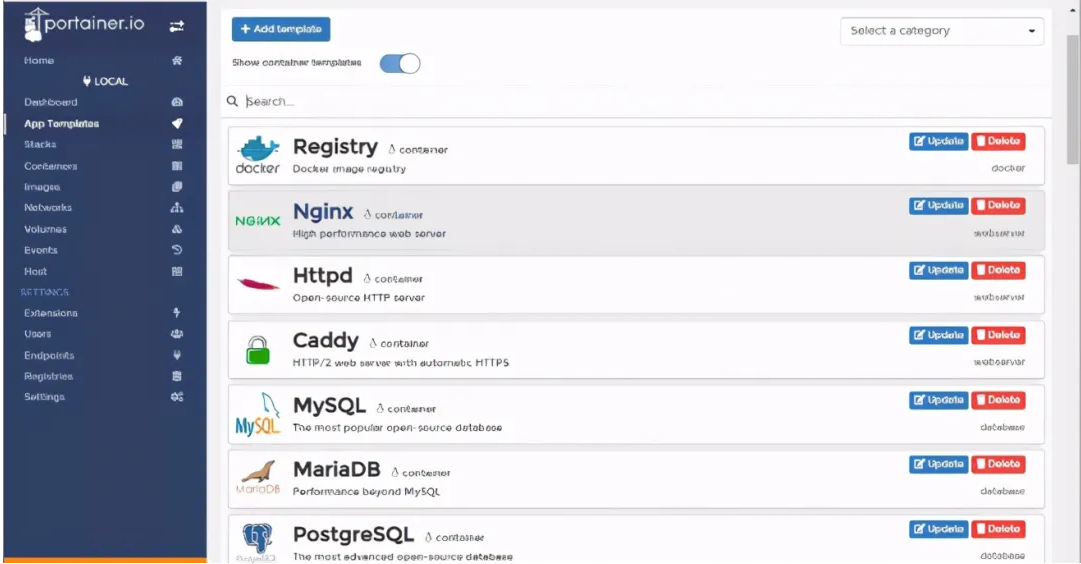 portainer.io
Home
LOCAL
Dashboard
App Templates
Stacks
Containers
Images
Networks
Volumes
Events
Host
SETTINGS
Extensions
Users
Endpoints
Registries
Settings
+ Add template
Select a category
Show container templates
Search...
Registry container
Update Delete
docker
Docker image registry
docker
NGINX
Nginx container
Update Delete
High performance web server
webserver
Httpd container
Update Delete
Open-source HTTP server
webserver
Caddy container
Update Delete
HTTP/2 web server with automatic HTTPS
webserver
MySQL
MySQL container
Update Delete
The most popular open-source database
database
MariaDB
MariaDB container
Update Delete
Performance beyond MySQL
database
PostgreSQL container
Update Delete
PostgreSQL
The most advanced open-source database
database